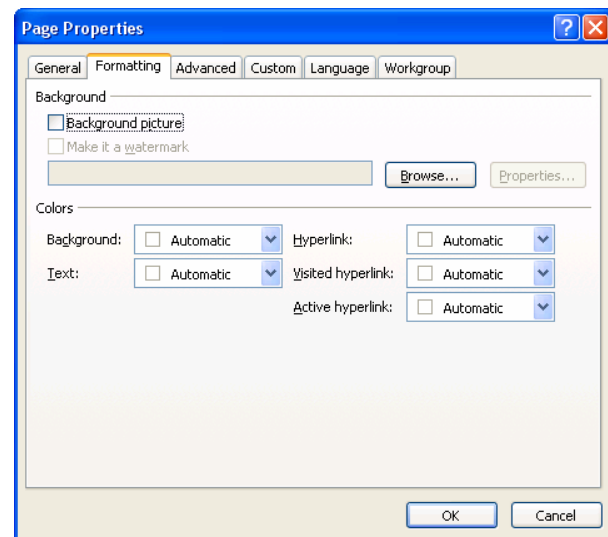 Page Properties
General Formatting Advanced Custom Language Workgroup
Background
Background picture
Make it a watermark
Browse... Properties...
Colors
Background: Automatic Hyperlink: Automatic
Text: Automatic Visited hyperlink: Automatic
Active hyperlink: Automatic
OK Cancel